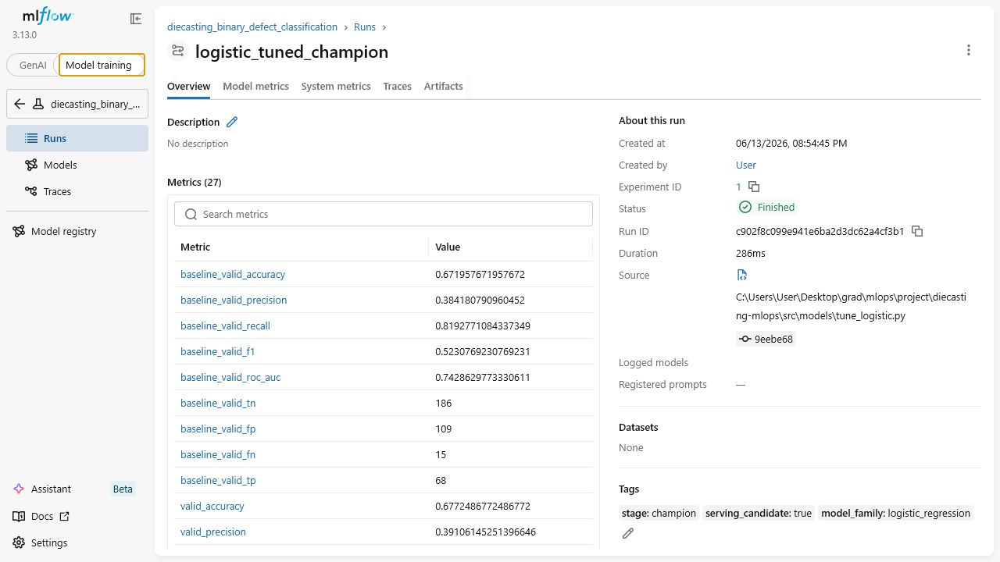 mlflow
3.13.0
GenAI
Model training
diecasting_binary_...
Runs
Models
Traces
Model registry
Assistant
Beta
Docs
Settings
diecasting_binary_defect_classification > Runs >
logistic_tuned_champion
Overview
Model metrics
System metrics
Traces
Artifacts
Description
No description
Metrics (27)
Search metrics
Metric Value
baseline_valid_accuracy 0.671957671957672
baseline_valid_precision 0.384180790960452
baseline_valid_recall 0.8192771084337349
baseline_valid_f1 0.5230769230769231
baseline_valid_roc_auc 0.7428629773330611
baseline_valid_tn 186
baseline_valid_fp 109
baseline_valid_fn 15
baseline_valid_tp 68
valid_accuracy 0.6772486772486772
valid_precision 0.39106145251396646
About this run
Created at 06/13/2026, 08:54:45 PM
Created by User
Experiment ID 1
Status Finished
Run ID c902f8c099e941e6ba2d3dc62a4cf3b1
Duration 286ms
Source
C:\Users\User\Desktop\grad\mlops\project\diecasti
ng-mlops\src\models\tune_logistic.py
9eebe68
Logged models
Registered prompts —
Datasets
None
Tags
stage: champion serving_candidate: true model_family: logistic_regression